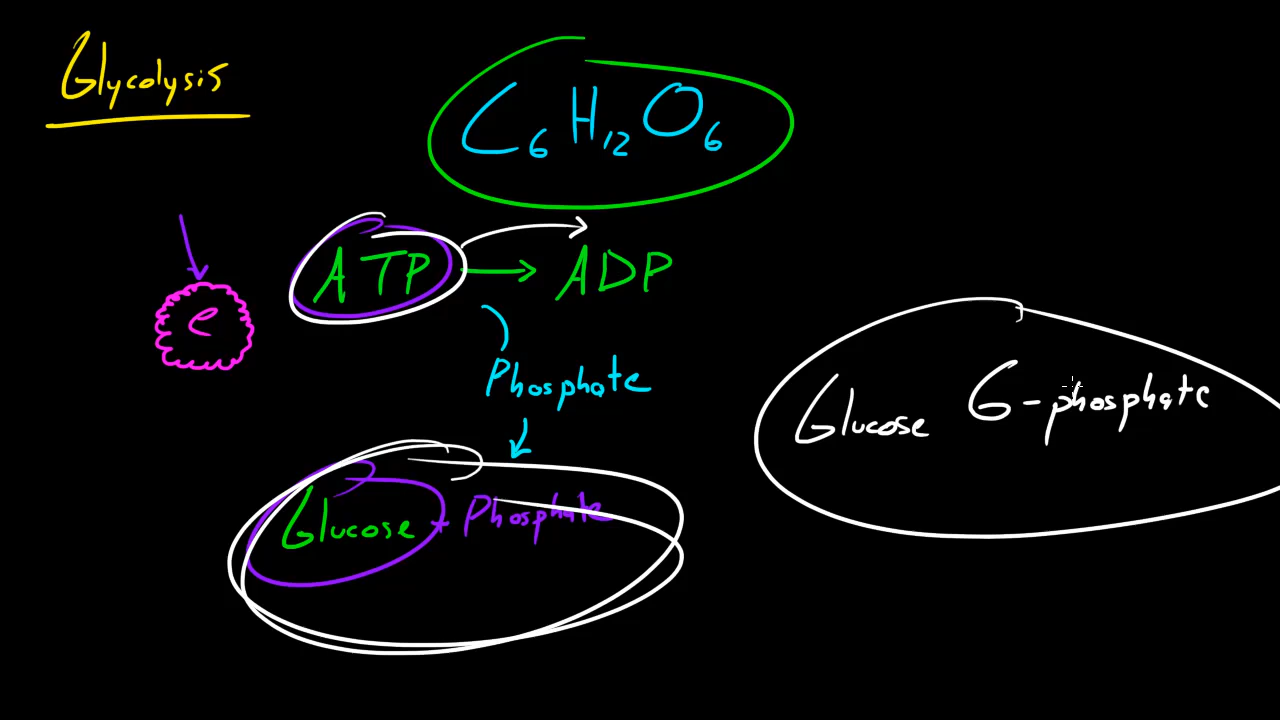 Glycolysis
C6H12O6
ATP → ADP
e
Phosphate
Glucose 6-phosphate
Glucose + Phosphate